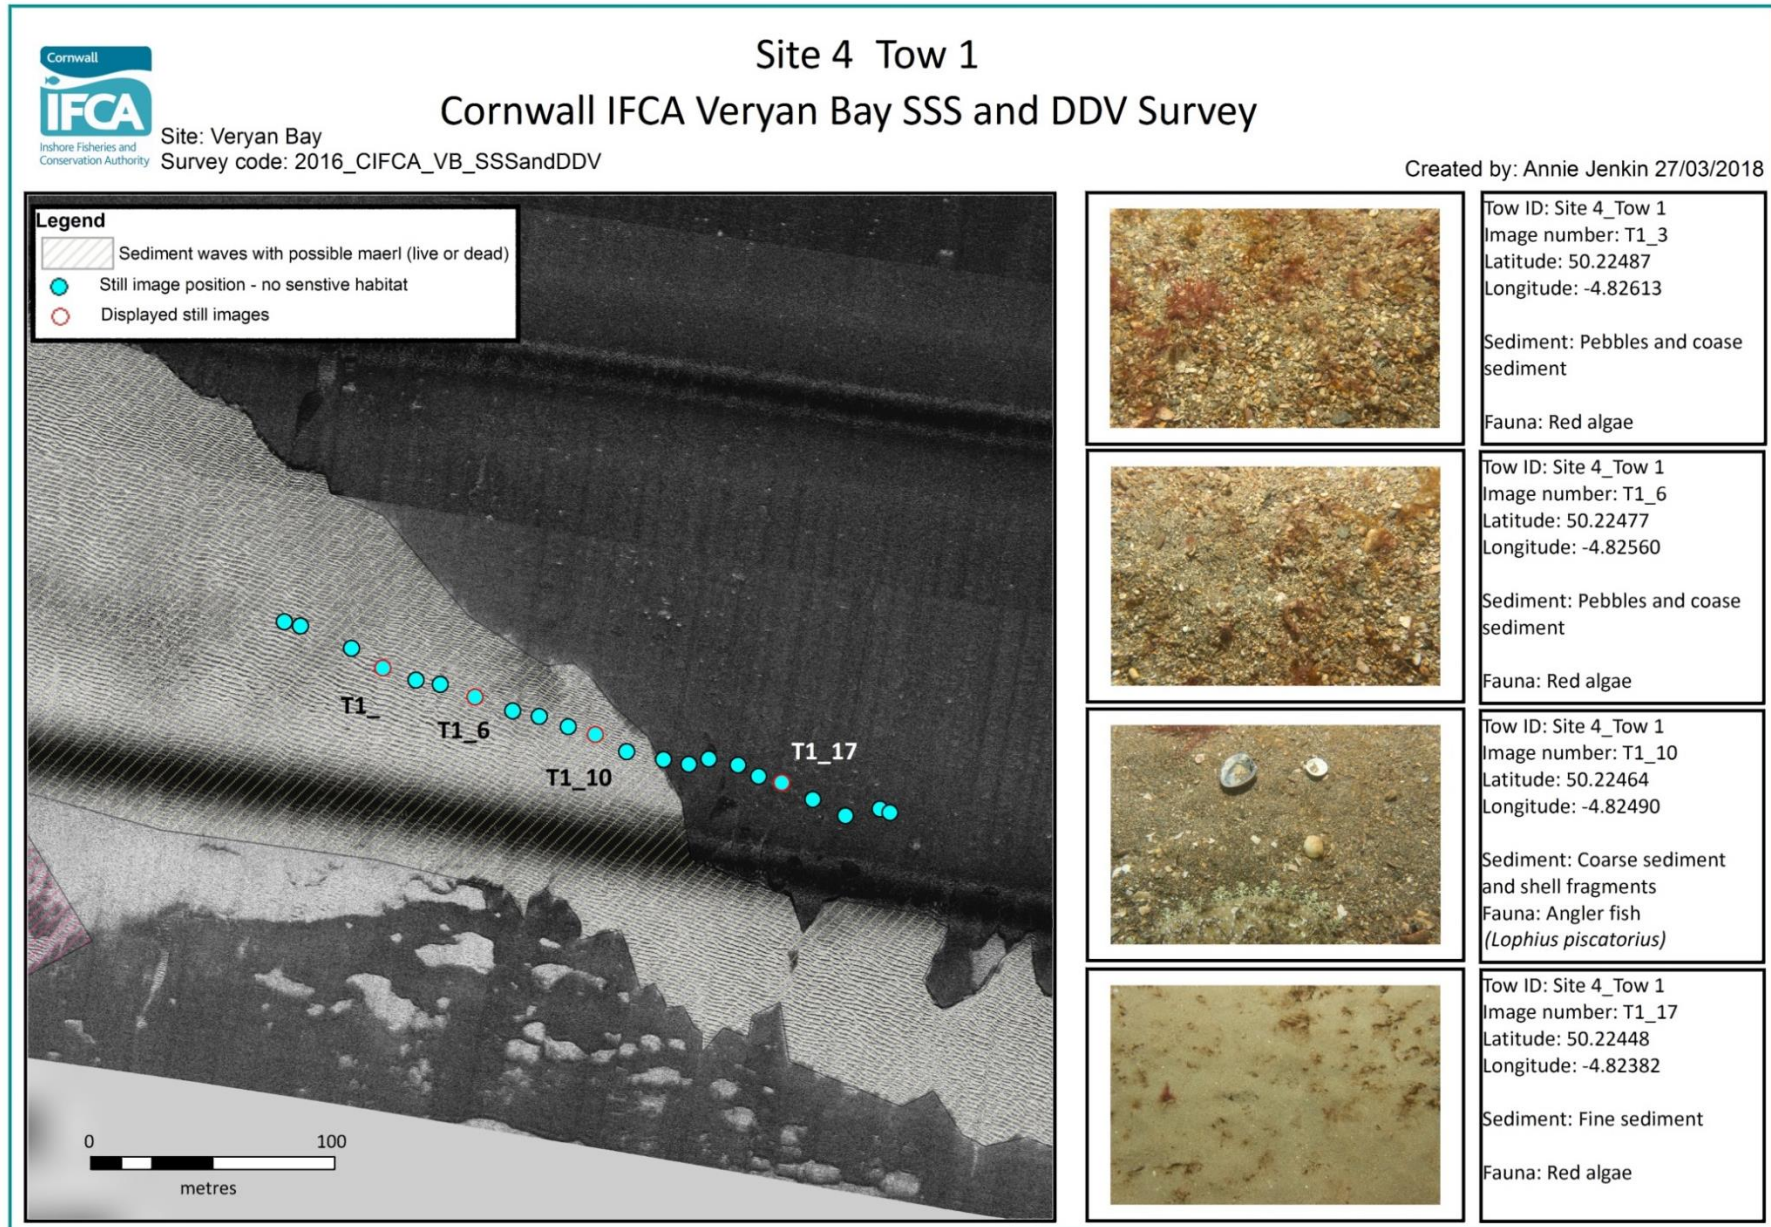 Cornwall
IFCA
Inshore Fisheries and
Conservation Authority
Site 4 Tow 1
Cornwall IFCA Veryan Bay SSS and DDV Survey
Site: Veryan Bay
Survey code: 2016_CIFCA_VB_SSSandDDV
Created by: Annie Jenkin 27/03/2018
Legend
Sediment waves with possible maerl (live or dead)
Still image position - no senstive habitat
Displayed still images
T1_
T1_6
T1_10
T1_17
0 100
metres
Tow ID: Site 4_Tow 1
Image number: T1_3
Latitude: 50.22487
Longitude: -4.82613
Sediment: Pebbles and coase
sediment
Fauna: Red algae
Tow ID: Site 4_Tow 1
Image number: T1_6
Latitude: 50.22477
Longitude: -4.82560
Sediment: Pebbles and coase
sediment
Fauna: Red algae
Tow ID: Site 4_Tow 1
Image number: T1_10
Latitude: 50.22464
Longitude: -4.82490
Sediment: Coarse sediment
and shell fragments
Fauna: Angler fish
(Lophius piscatorius)
Tow ID: Site 4_Tow 1
Image number: T1_17
Latitude: 50.22448
Longitude: -4.82382
Sediment: Fine sediment
Fauna: Red algae